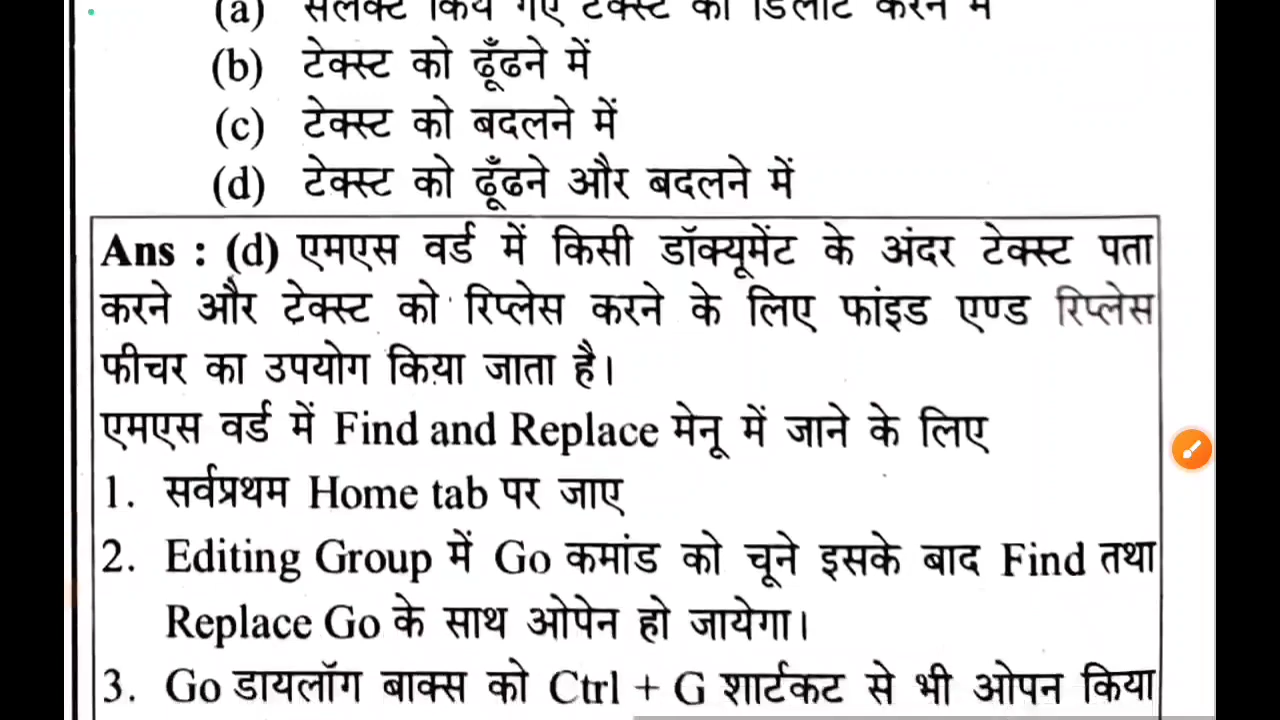 (a) सेलेक्ट किये गए टेक्स्ट को डिलीट करने में
(b) टेक्स्ट को ढूँढने में
(c) टेक्स्ट को बदलने में
(d) टेक्स्ट को ढूँढने और बदलने में
Ans : (d) एमएस वर्ड में किसी डॉक्यूमेंट के अंदर टेक्स्ट पता
करने और टेक्स्ट को रिप्लेस करने के लिए फांइड एण्ड रिप्लेस
फीचर का उपयोग किया जाता है।
एमएस वर्ड में Find and Replace मेनू में जाने के लिए
1. सर्वप्रथम Home tab पर जाए
2. Editing Group में Go कमांड को चूने इसके बाद Find तथा
Replace Go के साथ ओपेन हो जायेगा।
3. Go डायलॉग बाक्स को Ctrl + G शार्टकट से भी ओपन किया